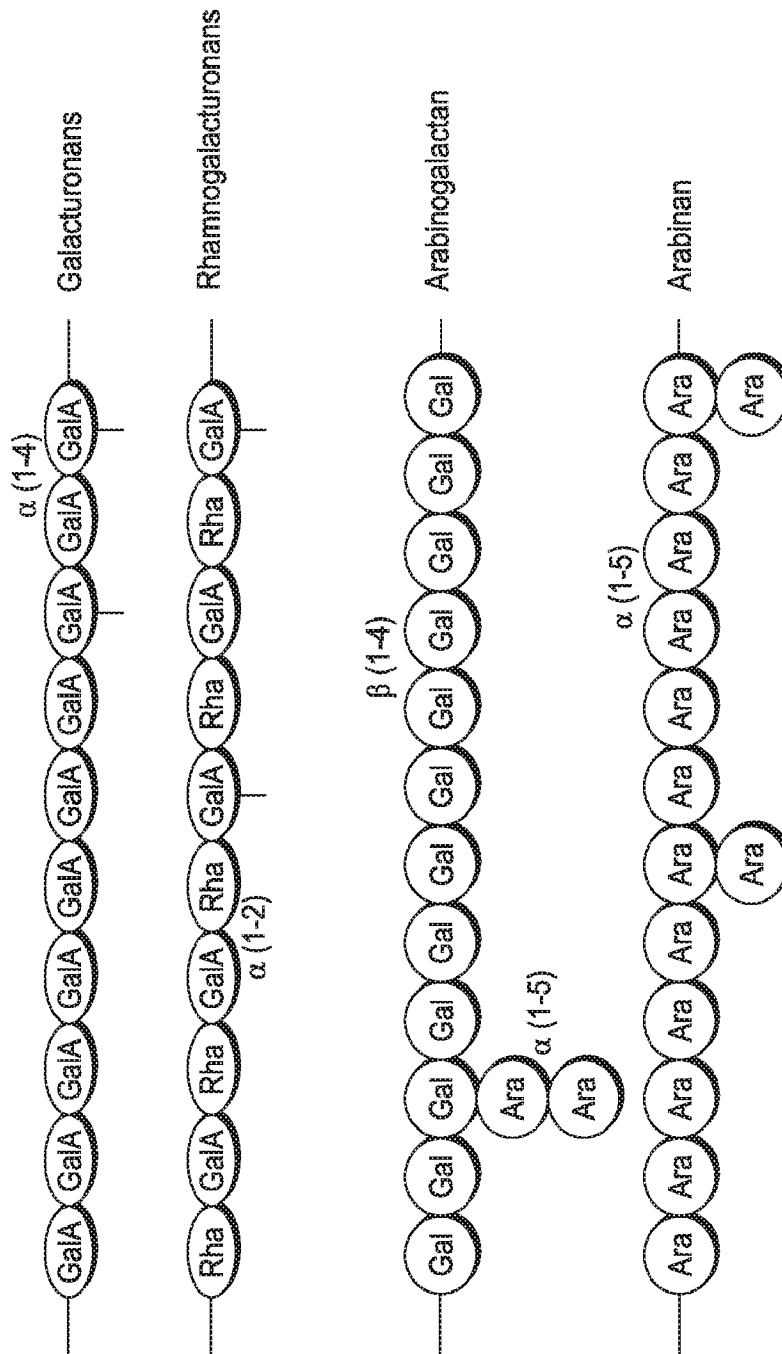 α (1-4)
GalA GalA GalA GalA GalA GalA GalA GalA GalA GalA Galacturonans
Rha GalA Rha GalA Rha GalA Rha GalA Rha GalA Rhamnogalacturonans
α (1-2)
β (1-4)
Gal Gal Gal Gal Gal Gal Gal Gal Gal Gal Gal Gal Arabinogalactan
Ara
α (1-5)
Ara
α (1-5)
Ara Ara Ara Ara Ara Ara Ara Ara Ara Ara Ara Ara Arabinan
Ara Ara